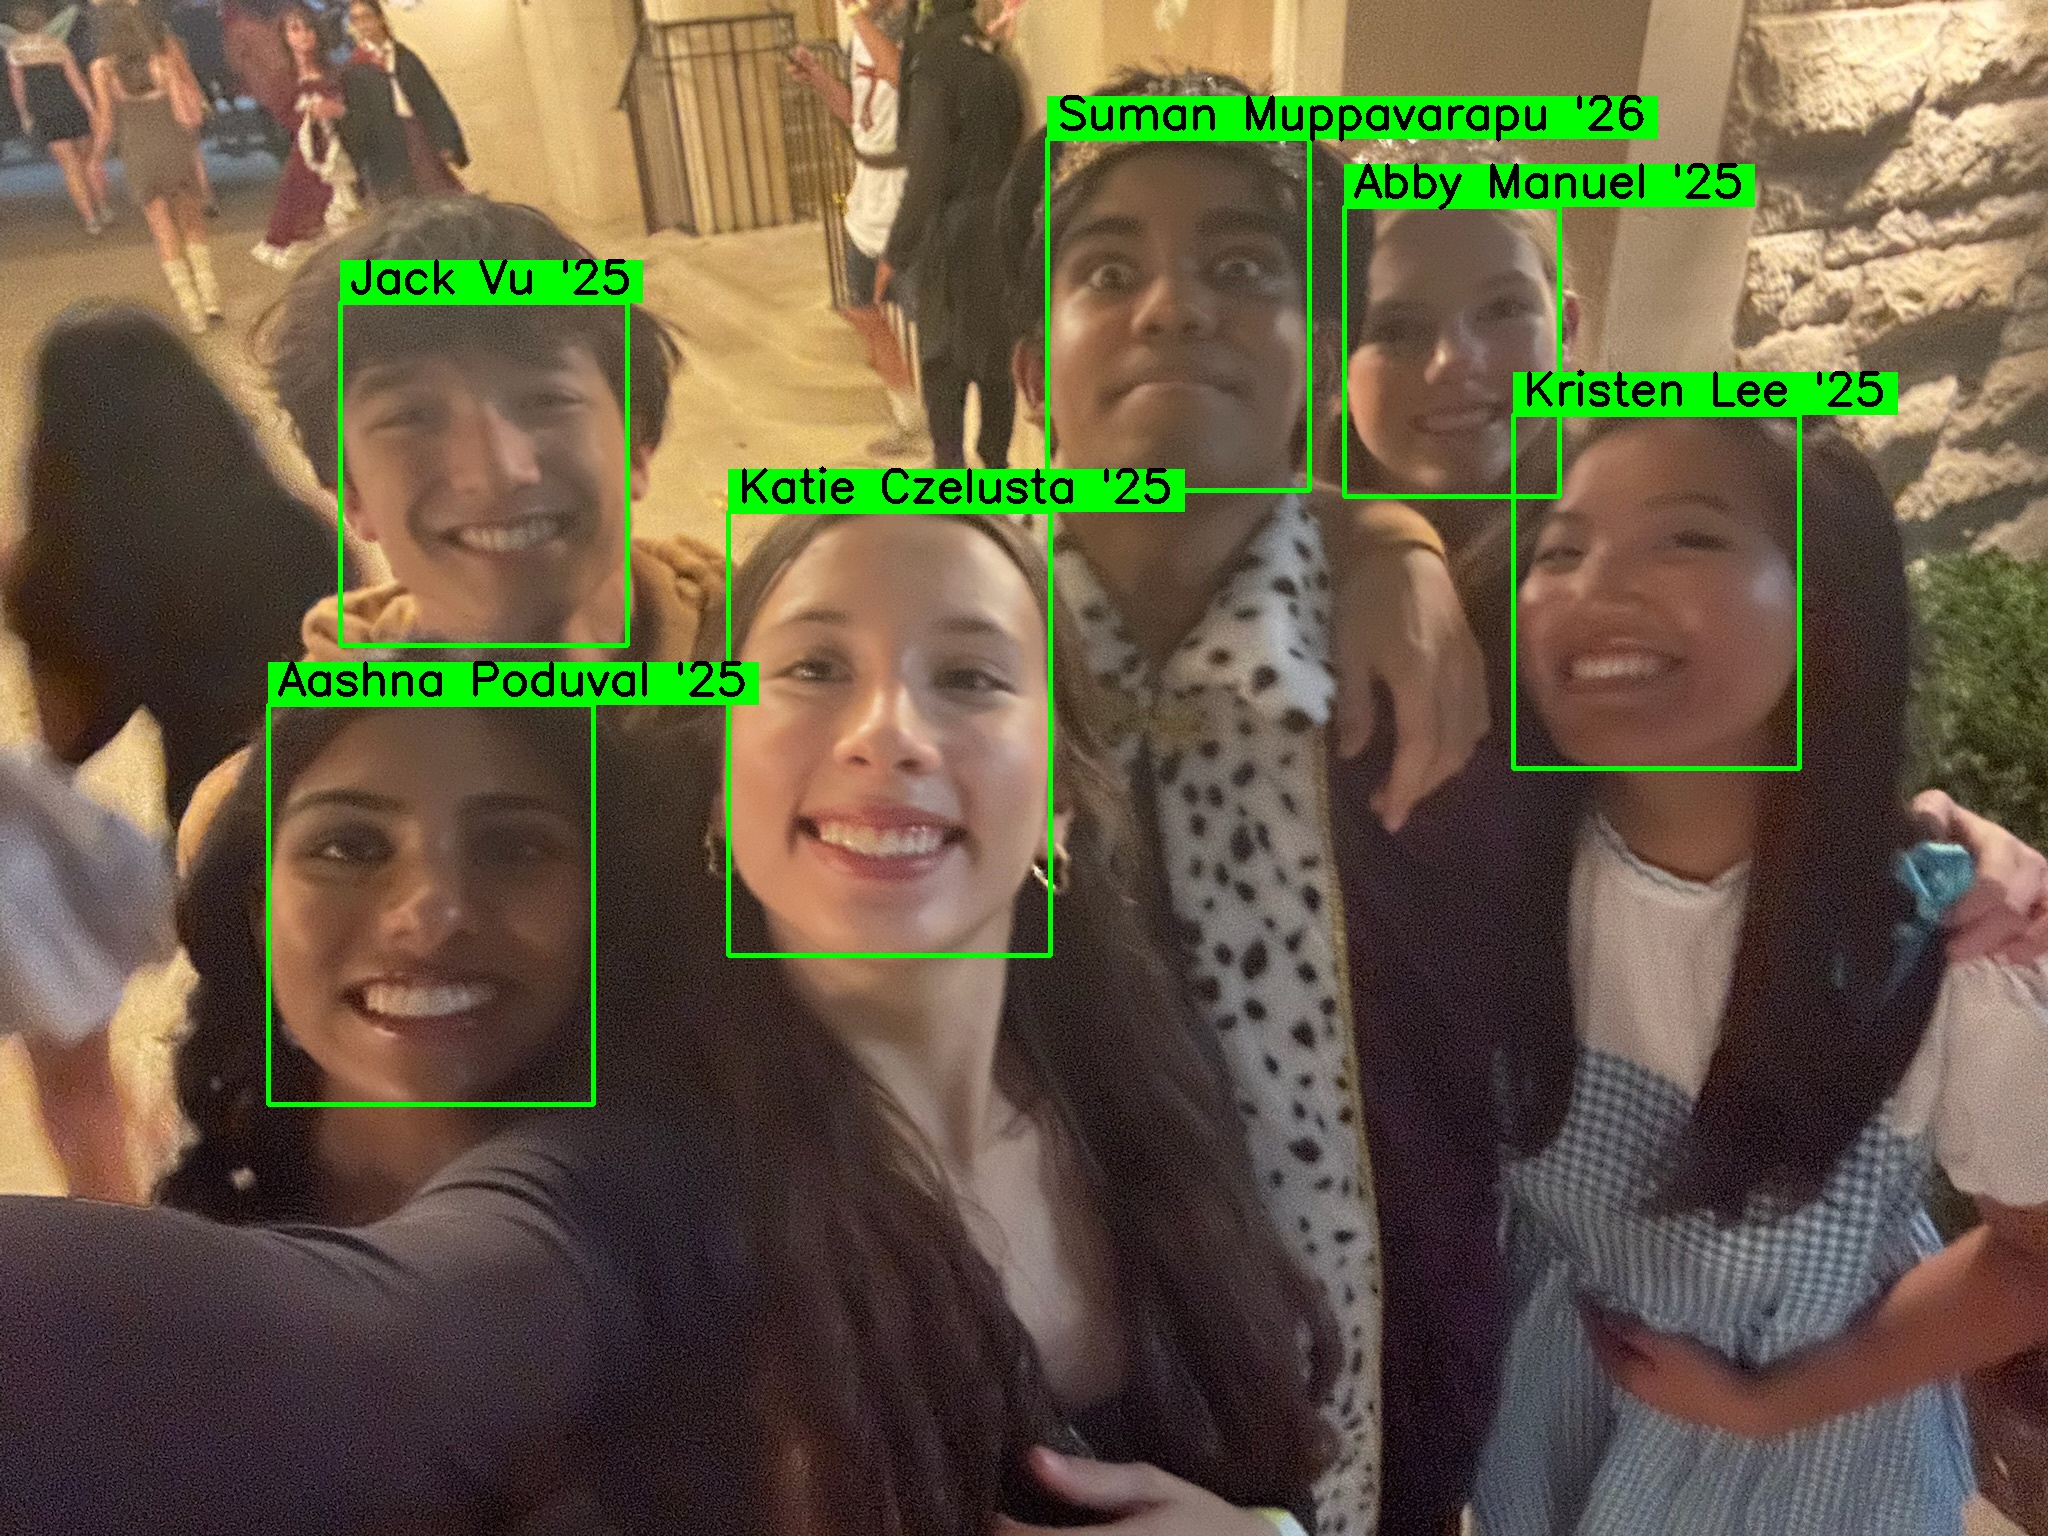 Suman Muppavarapu '26
Abby Manuel '25
Jack Vu '25
Kristen Lee '25
Katie Czelusta '25
Aashna Poduval '25